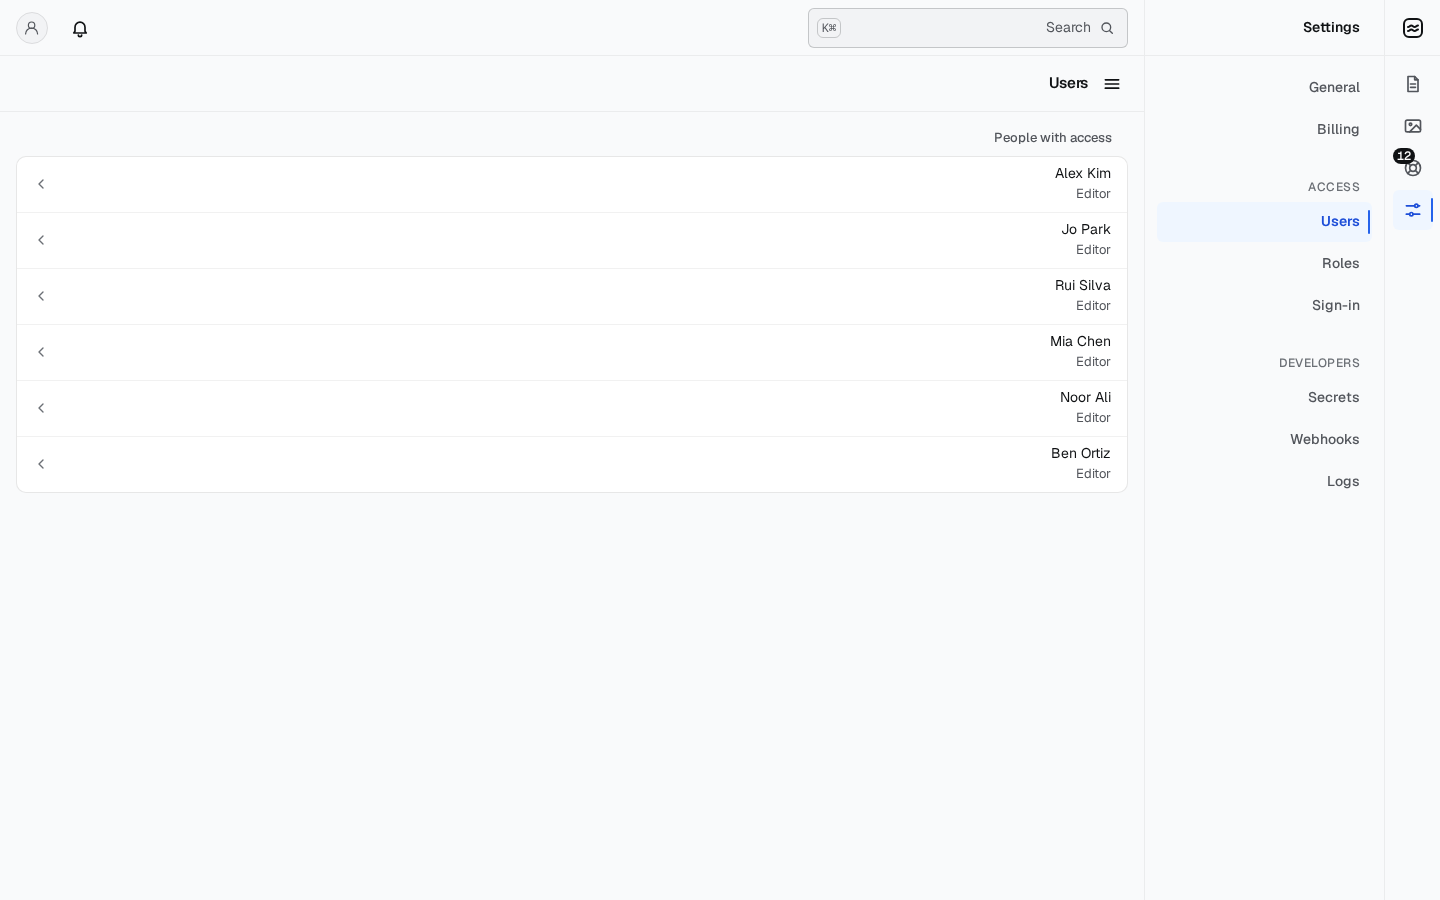 Settings
General
Billing
ACCESS
Users
Roles
Sign-in
DEVELOPERS
Secrets
Webhooks
Logs
12
Search
K⌘
Users
People with access
Alex Kim
Editor
Jo Park
Editor
Rui Silva
Editor
Mia Chen
Editor
Noor Ali
Editor
Ben Ortiz
Editor